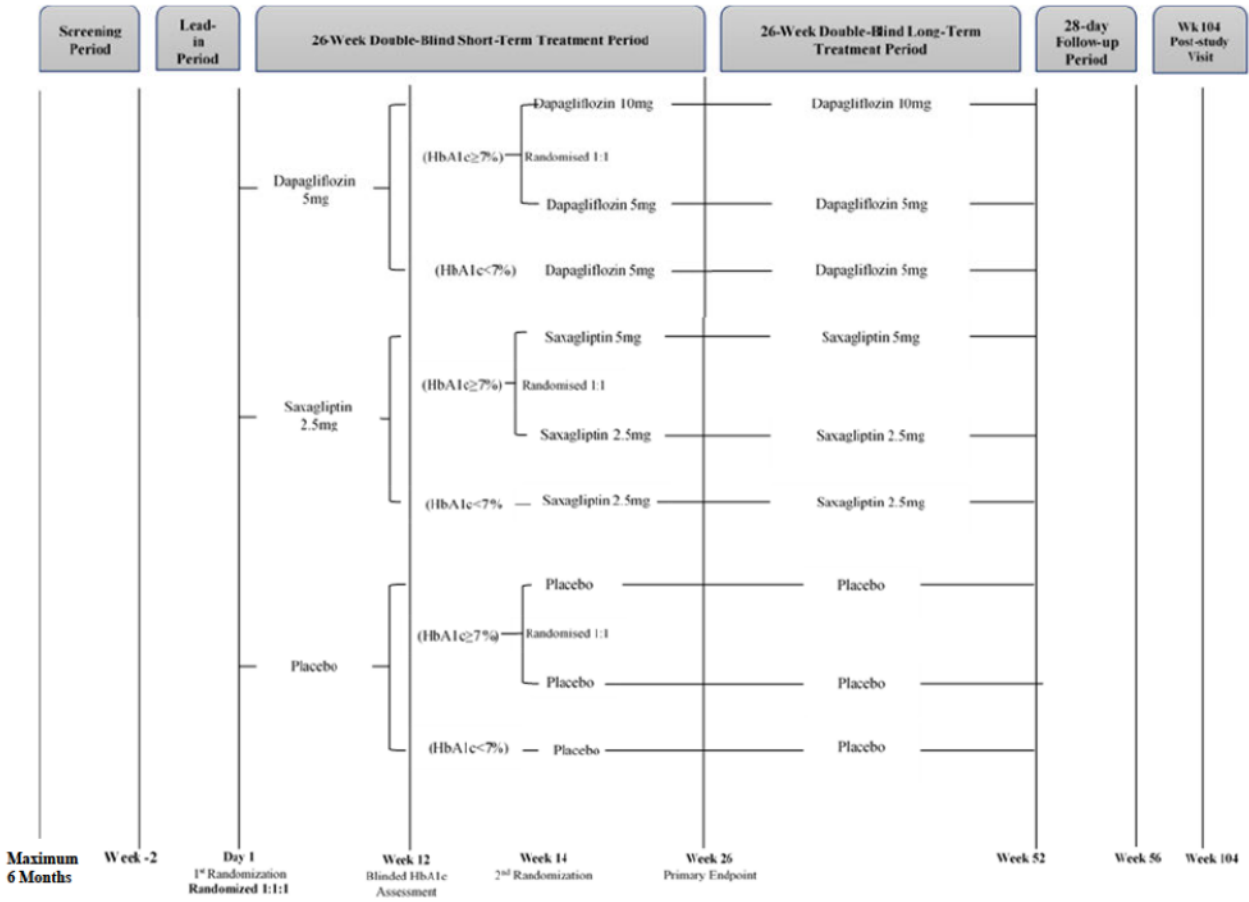 Screening
Period
Lead-
in
Period
26-Week Double-Blind Short-Term Treatment Period
26-Week Double-Blind Long-Term
Treatment Period
28-day
Follow-up
Period
Wk 104
Post-study
Visit
Dapagliflozin 10mg
Dapagliflozin 10mg
(HbA1c≥7%)
Randomised 1:1
Dapagliflozin
5mg
Dapagliflozin 5mg
Dapagliflozin 5mg
(HbA1c<7%)
Dapagliflozin 5mg
Dapagliflozin 5mg
Saxagliptin 5mg
Saxagliptin 5mg
(HbA1c≥7%)
Randomised 1:1
Saxagliptin
2.5mg
Saxagliptin 2.5mg
Saxagliptin 2.5mg
(HbA1c<7%
Saxagliptin 2.5mg
Saxagliptin 2.5mg
Placebo
Placebo
(HbA1c≥7%)
Randomised 1:1
Placebo
Placebo
Placebo
(HbA1c<7%)
Placebo
Placebo
Maximum
6 Months
Week -2
Day 1
1st Randomization
Randomized 1:1:1
Week 12
Blinded HbA1c
Assessment
Week 14
2nd Randomization
Week 26
Primary Endpoint
Week 52
Week 56
Week 104